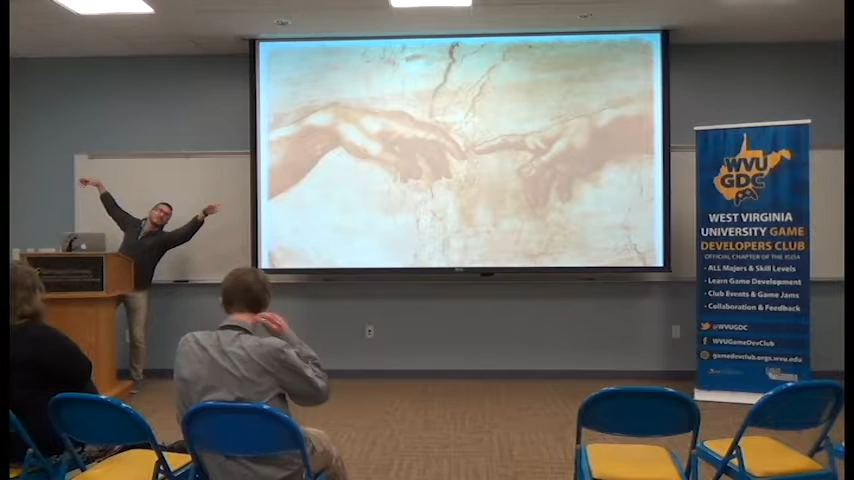 WVU
GDC
WEST VIRGINIA
UNIVERSITY GAME
DEVELOPERS CLUB
OFFICIAL CHAPTER OF THE IGDA
• ALL Majors & Skill Levels
• Learn Game Development
• Club Events & Game Jams
• Collaboration & Feedback
@WVUGDC
WVUGameDevClub
gamedevclub.orgs.wvu.edu